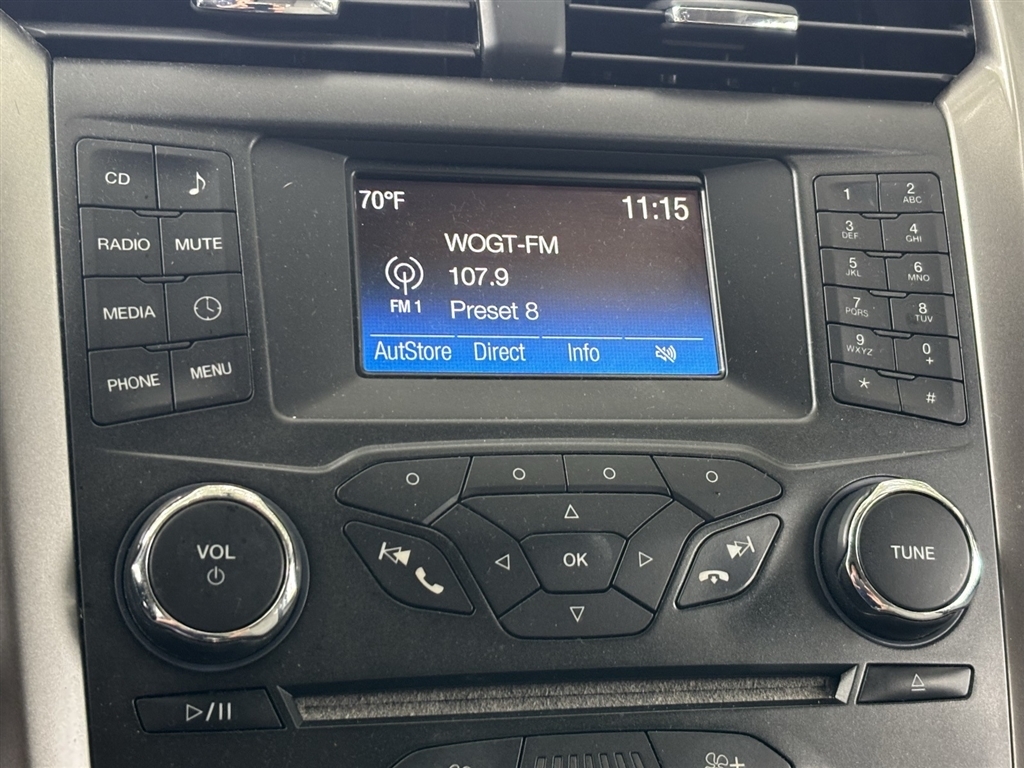 CD
RADIO MUTE
MEDIA
PHONE MENU
70°F 11:15
WOGT-FM
107.9
FM 1
Preset 8
AutStore Direct Info
1 2 ABC
3 DEF 4 GHI
5 JKL 6 MNO
7 PQRS 8 TUV
9 WXYZ 0 +
* #
VOL
OK
TUNE